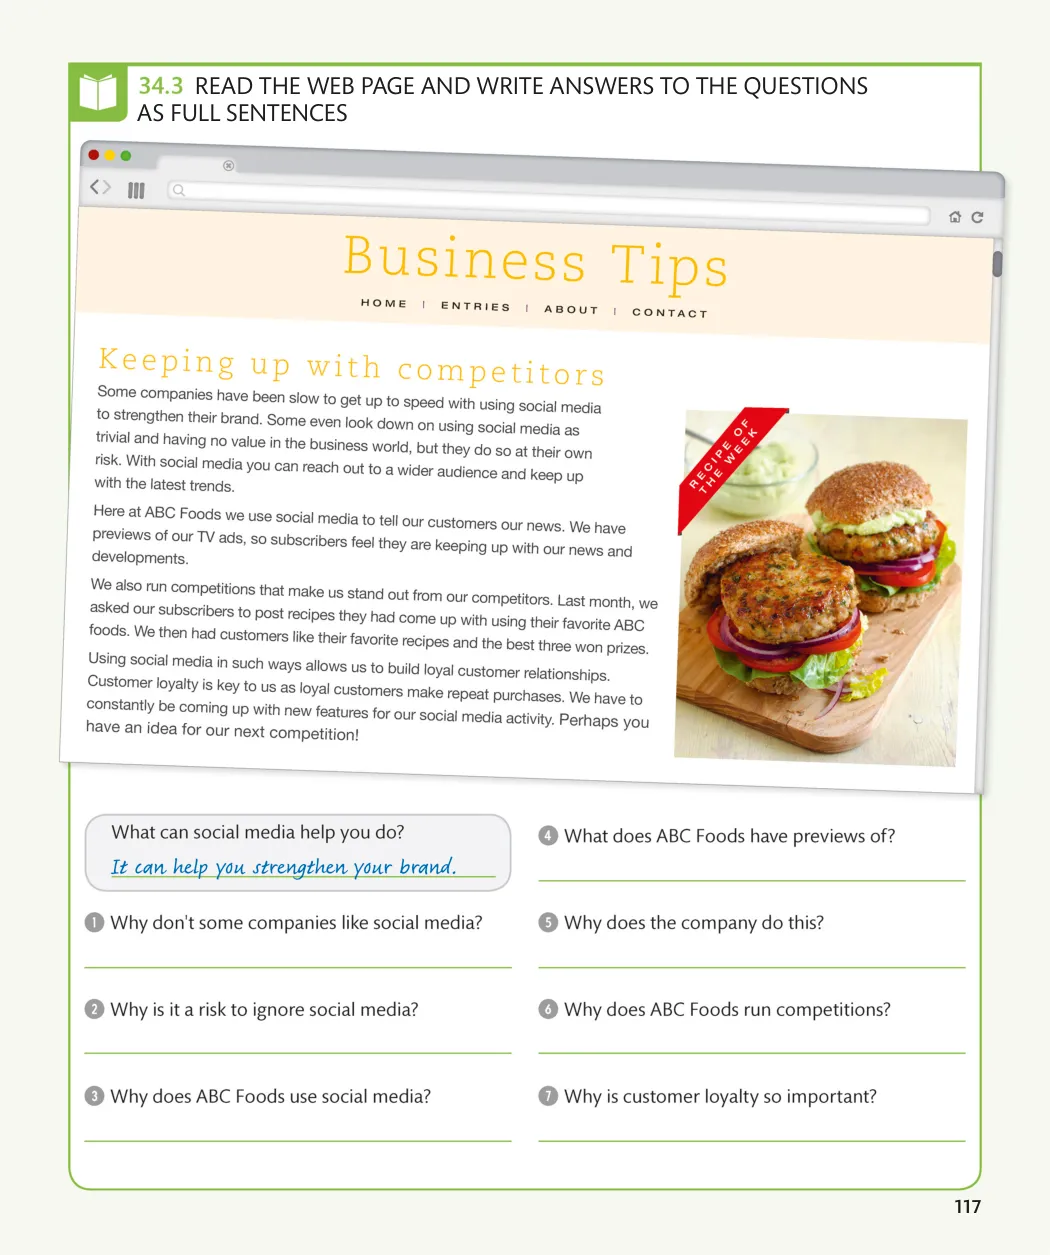 34.3 READ THE WEB PAGE AND WRITE ANSWERS TO THE QUESTIONS
AS FULL SENTENCES
Business Tips
HOME | ENTRIES | ABOUT | CONTACT
Keeping up with competitors
Some companies have been slow to get up to speed with using social media
to strengthen their brand. Some even look down on using social media as
trivial and having no value in the business world, but they do so at their own
risk. With social media you can reach out to a wider audience and keep up
with the latest trends.
Here at ABC Foods we use social media to tell our customers our news. We have
previews of our TV ads, so subscribers feel they are keeping up with our news and
developments.
We also run competitions that make us stand out from our competitors. Last month, we
asked our subscribers to post recipes they had come up with using their favorite ABC
foods. We then had customers like their favorite recipes and the best three won prizes.
Using social media in such ways allows us to build loyal customer relationships.
Customer loyalty is key to us as loyal customers make repeat purchases. We have to
constantly be coming up with new features for our social media activity. Perhaps you
have an idea for our next competition!
RECIPE OF
THE WEEK
What can social media help you do?
It can help you strengthen your brand.
1 Why don't some companies like social media?
2 Why is it a risk to ignore social media?
3 Why does ABC Foods use social media?
4 What does ABC Foods have previews of?
5 Why does the company do this?
6 Why does ABC Foods run competitions?
7 Why is customer loyalty so important?
117